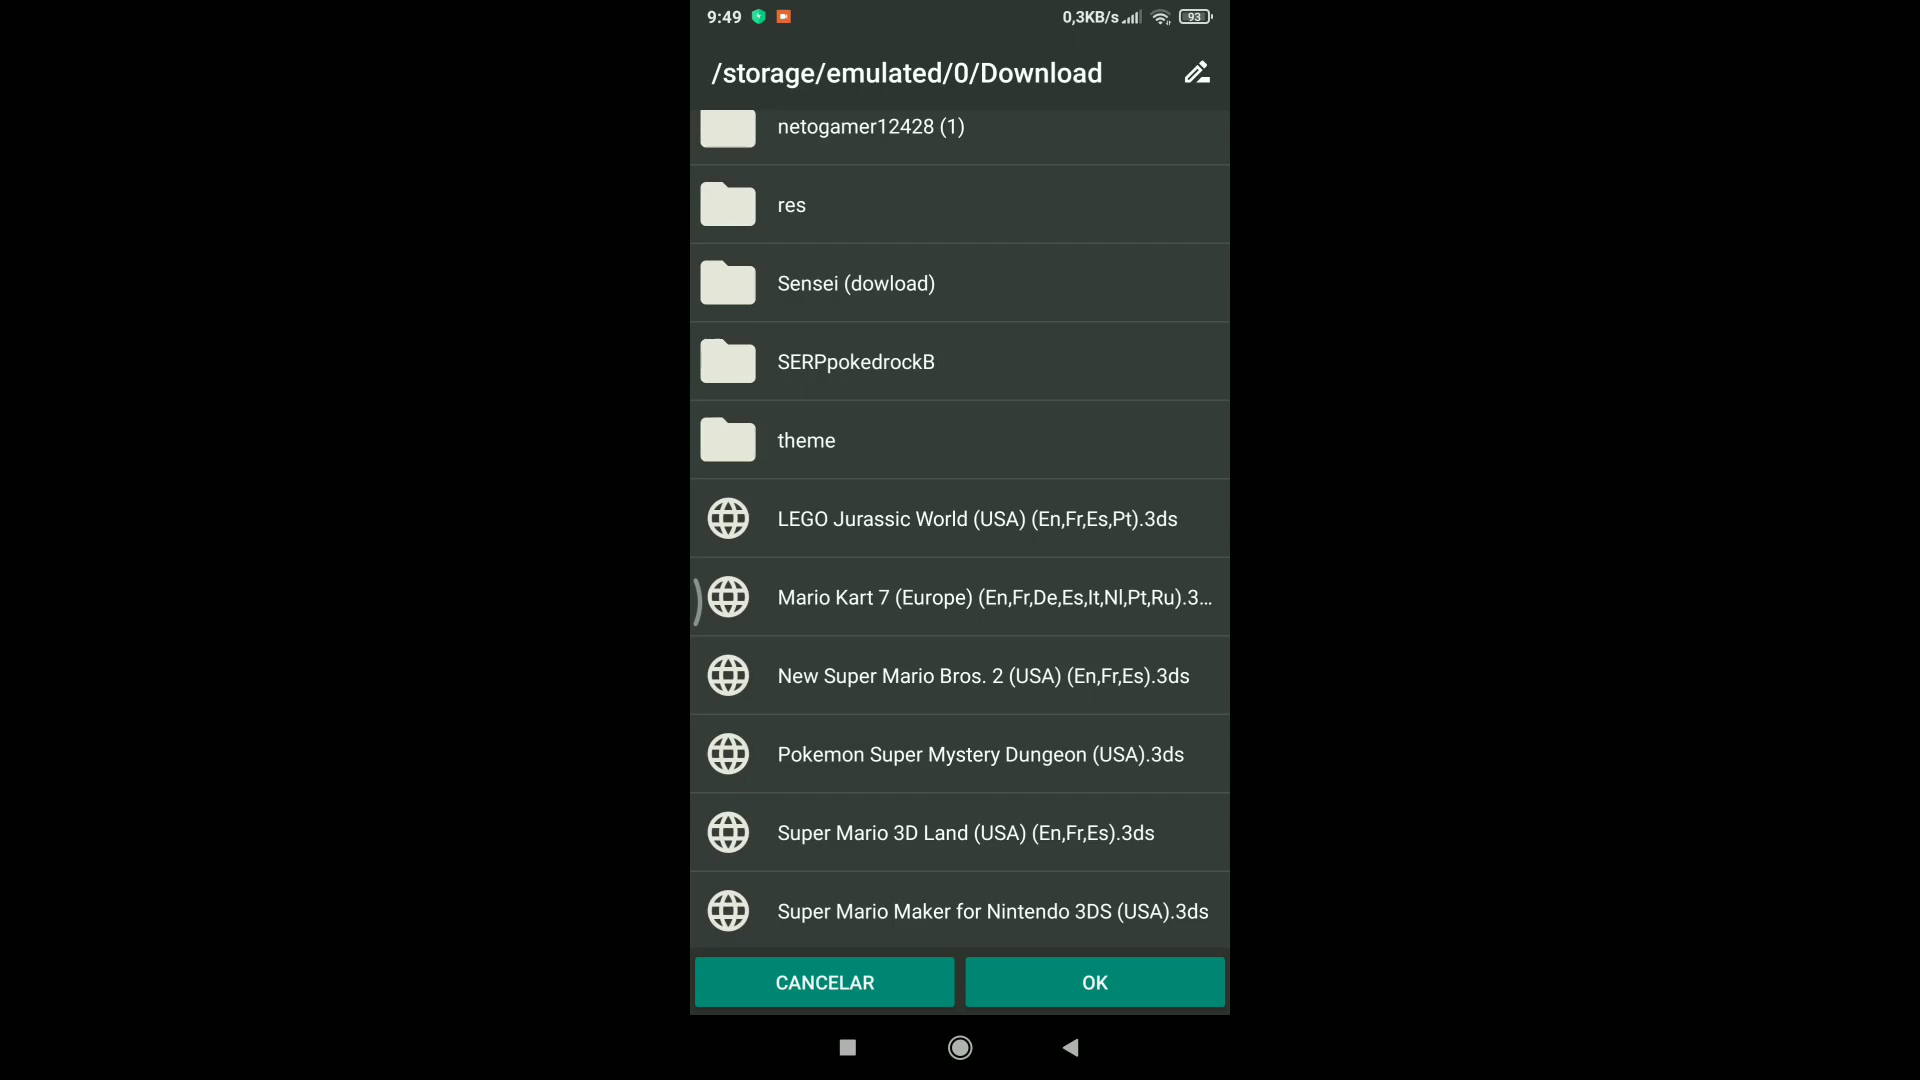 9:49
0,3KB/s
93
/storage/emulated/0/Download
netogamer12428 (1)
res
Sensei (dowload)
SERPpokedrockB
theme
LEGO Jurassic World (USA) (En,Fr,Es,Pt).3ds
Mario Kart 7 (Europe) (En,Fr,De,Es,It,Nl,Pt,Ru).3...
New Super Mario Bros. 2 (USA) (En,Fr,Es).3ds
Pokemon Super Mystery Dungeon (USA).3ds
Super Mario 3D Land (USA) (En,Fr,Es).3ds
Super Mario Maker for Nintendo 3DS (USA).3ds
CANCELAR
OK